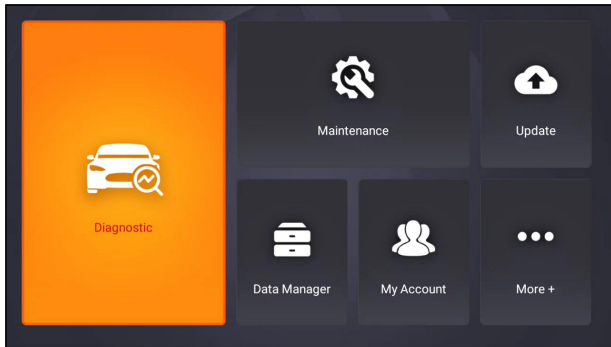 Maintenance
Update
Diagnostic
Data Manager
My Account
More +